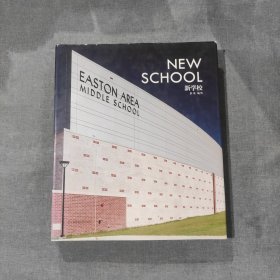 NEW
SCHOOL
新学校
EASTON AREA
MIDDLE SCHOOL